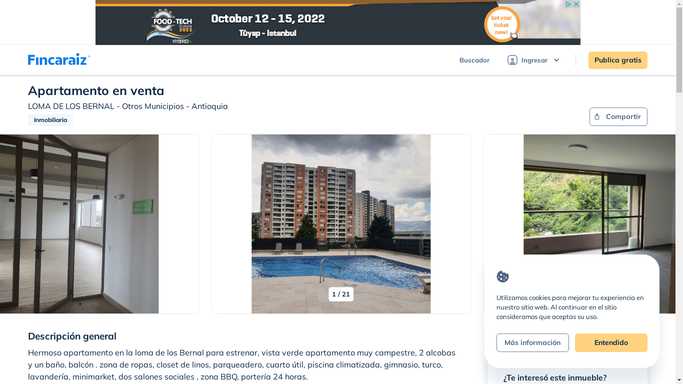 FOOD-TECH
EURASIA
HYBRID
October 12 - 15, 2022
Tüyap - Istanbul
Get your
ticket
now!
Fincaraiz
Buscador
Ingresar
Publica gratis
Apartamento en venta
LOMA DE LOS BERNAL - Otros Municipios - Antioquia
Inmobiliaria
Compartir
1 / 21
Utilizamos cookies para mejorar tu experiencia en
nuestro sitio web. Al continuar en el sitio
consideramos que aceptas su uso.
Más información
Entendido
Descripción general
Hermoso apartamento en la loma de los Bernal para estrenar, vista verde apartamento muy campestre, 2 alcobas
y un baño, balcón . zona de ropas, closet de linos, parqueadero, cuarto útil, piscina climatizada, gimnasio, turco,
lavandería, minimarket, dos salones sociales , zona BBQ, portería 24 horas.
¿Te interesó este inmueble?